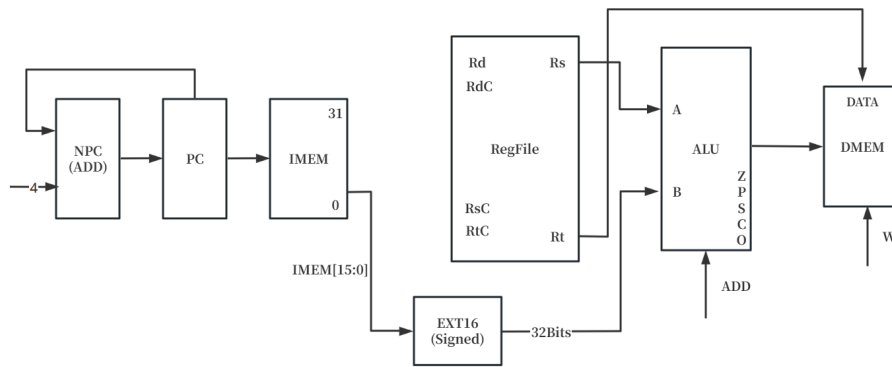 NPC
(ADD)
4
PC
31
IMEM
0
IMEM[15:0]
EXT16
(Signed)
32Bits
Rd
Rs
RdC
RegFile
RsC
RtC
Rt
A
ALU
B
Z
P
S
C
O
ADD
DATA
DMEM
W